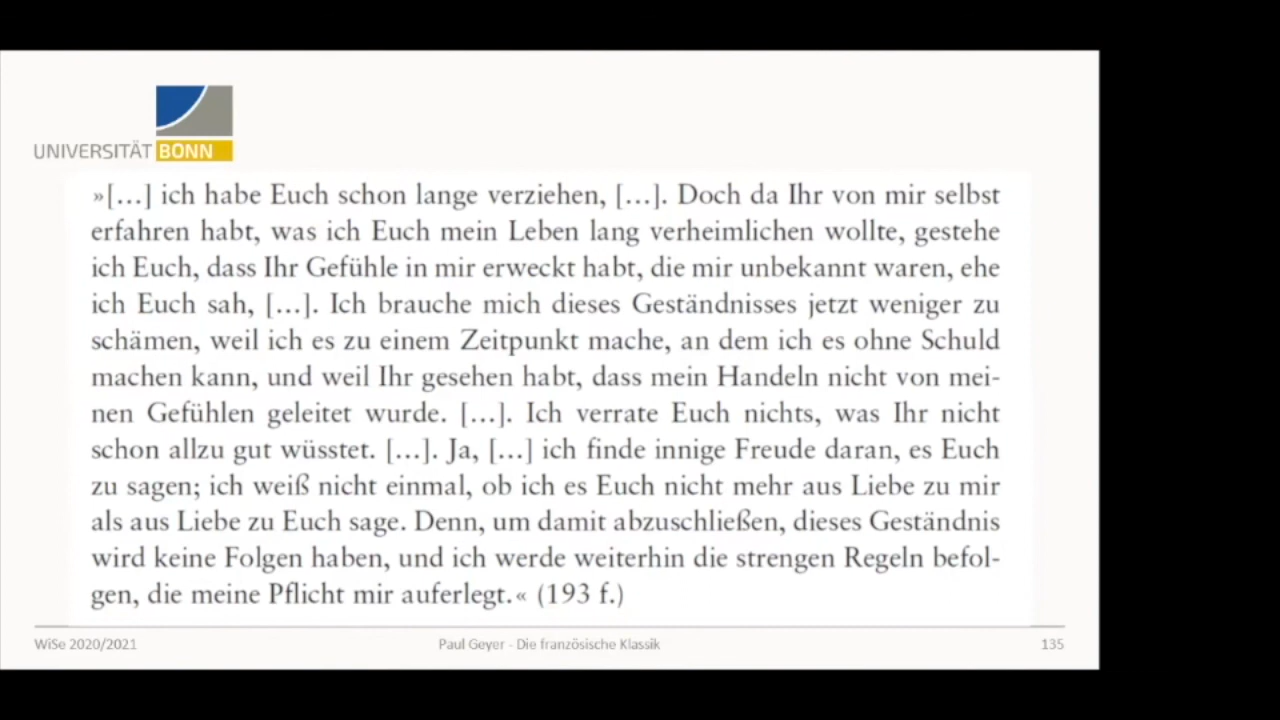 UNIVERSITÄT BONN
»[…] ich habe Euch schon lange verziehen, […]. Doch da Ihr von mir selbst
erfahren habt, was ich Euch mein Leben lang verheimlichen wollte, gestehe
ich Euch, dass Ihr Gefühle in mir erweckt habt, die mir unbekannt waren, ehe
ich Euch sah, […]. Ich brauche mich dieses Geständnisses jetzt weniger zu
schämen, weil ich es zu einem Zeitpunkt mache, an dem ich es ohne Schuld
machen kann, und weil Ihr gesehen habt, dass mein Handeln nicht von mei-
nen Gefühlen geleitet wurde. […]. Ich verrate Euch nichts, was Ihr nicht
schon allzu gut wüsstet. […]. Ja, […] ich finde innige Freude daran, es Euch
zu sagen; ich weiß nicht einmal, ob ich es Euch nicht mehr aus Liebe zu mir
als aus Liebe zu Euch sage. Denn, um damit abzuschließen, dieses Geständnis
wird keine Folgen haben, und ich werde weiterhin die strengen Regeln befol-
gen, die meine Pflicht mir auferlegt.« (193 f.)
WiSe 2020/2021 Paul Geyer - Die französische Klassik 135